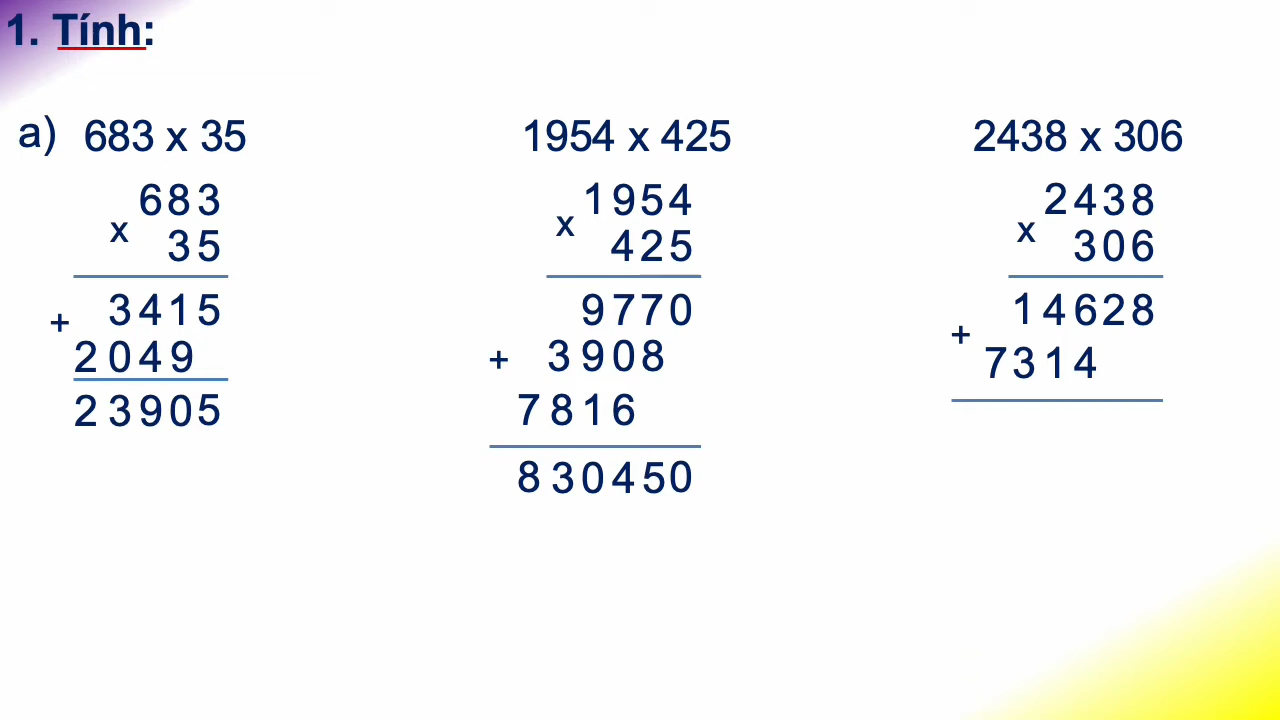 1. Tính:
a) 683 x 35
683
x
35
3415
+
2049
23905
1954 x 425
1954
x
425
9770
+ 3908
7816
830450
2438 x 306
2438
x
306
14628
+
7314